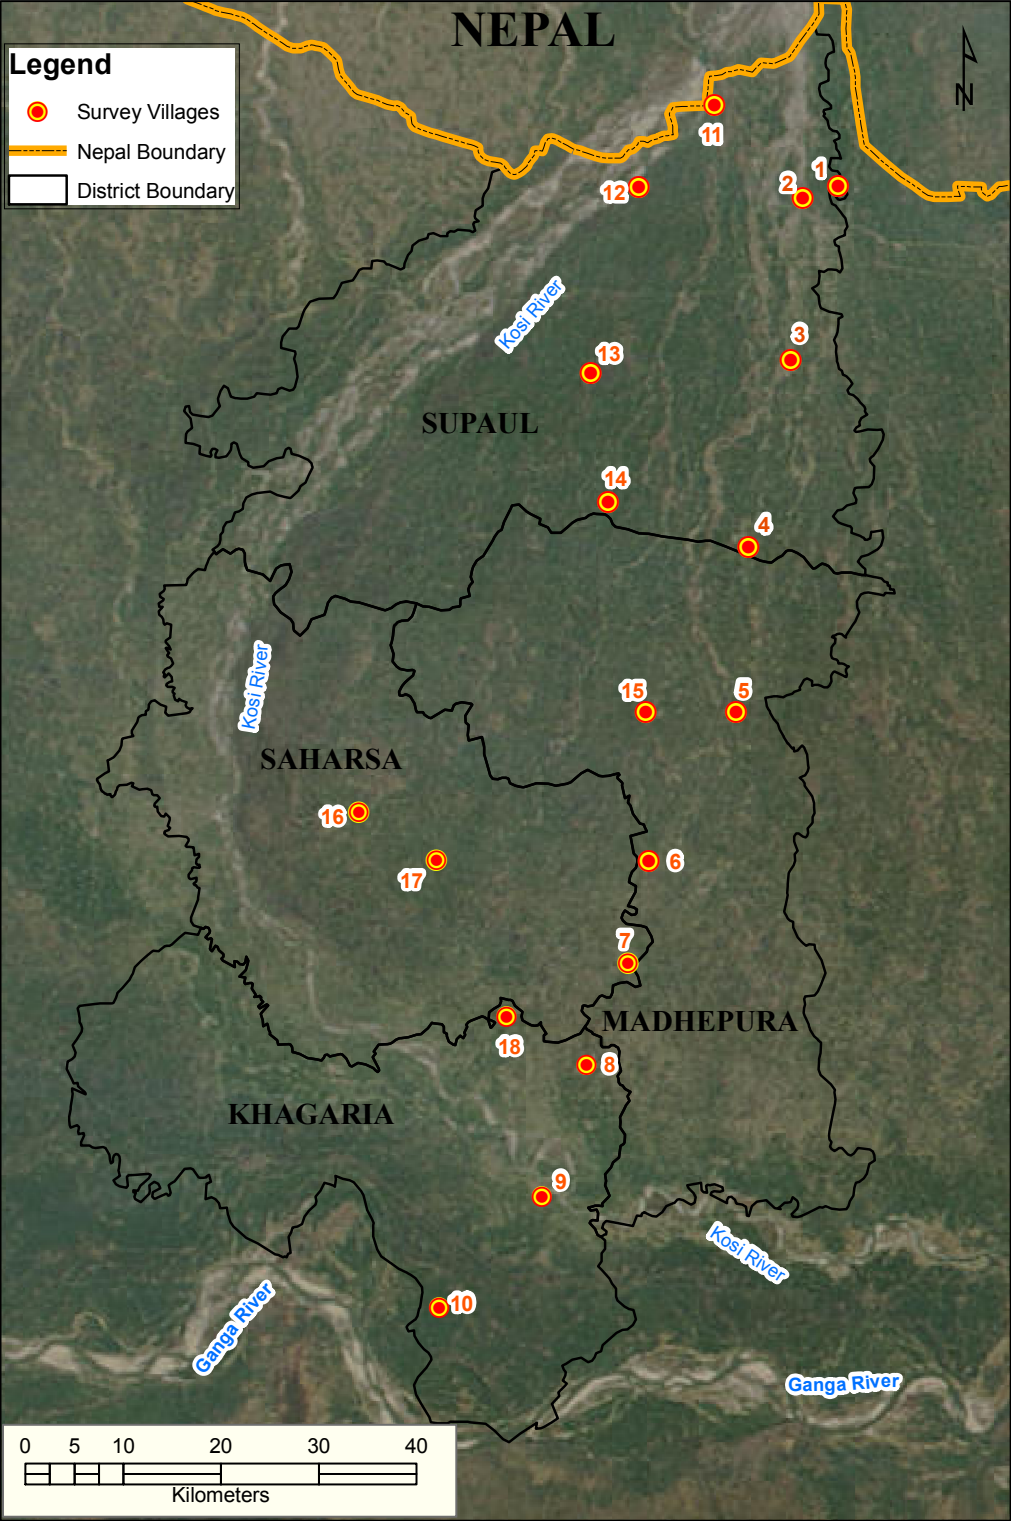 NEPAL
Legend
Survey Villages
Nepal Boundary
District Boundary
N
11
12
2
1
Kosi River
3
13
SUPAUL
14
4
Kosi River
15
5
SAHARSA
16
17
6
7
18
MADHEPURA
8
KHAGARIA
9
Kosi River
10
Ganga River
Ganga River
0 5 10 20 30 40
Kilometers